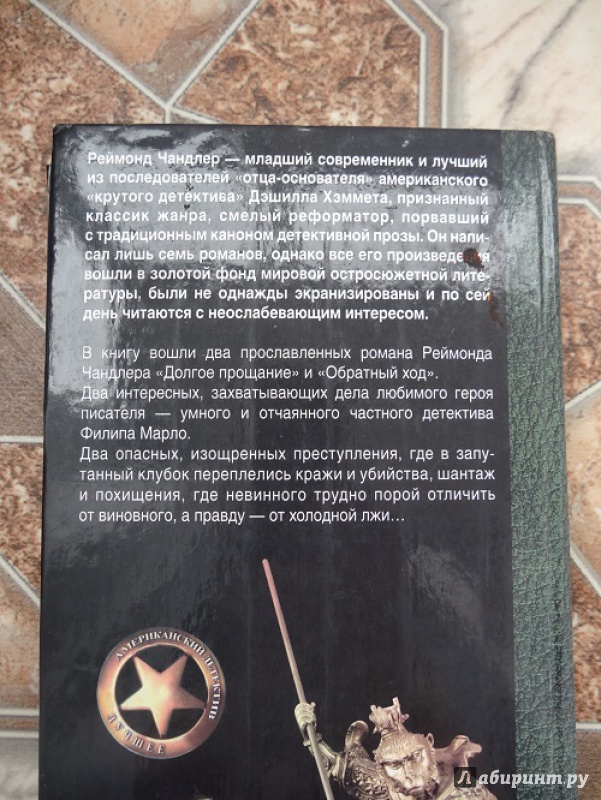 Реймонд Чандлер — младший современник и лучший
из последователей «отца-основателя» американского
«крутого детектива» Дэшилла Хэммета, признанный
классик жанра, смелый реформатор, порвавший
с традиционным каноном детективной прозы. Он напи-
сал лишь семь романов, однако все его произведения
вошли в золотой фонд мировой остросюжетной лите-
ратуры, были не однажды экранизированы и по сей
день читаются с неослабевающим интересом.
В книгу вошли два прославленных романа Реймонда
Чандлера «Долгое прощание» и «Обратный ход».
Два интересных, захватывающих дела любимого героя
писателя — умного и отчаянного частного детектива
Филипа Марло.
Два опасных, изощренных преступления, где в запу-
танный клубок переплелись кражи и убийства, шантаж
и похищения, где невинного трудно порой отличить
от виновного, а правду — от холодной лжи...
АМЕРИКАНСКИЙ ДЕТЕКТИВ
ЛУЧШЕЕ
Лабиринт.ру